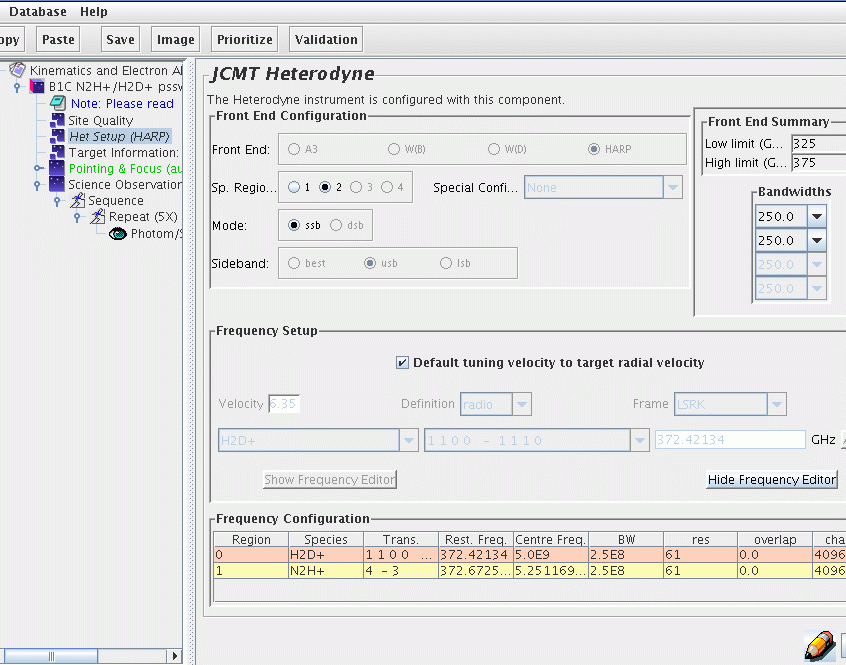 Database Help
opy Paste Save Image Prioritize Validation
Kinematics and Electron A
B1C N2H+/H2D+ pssv
Note: Please read
Site Quality
Het Setup (HARP)
Target Information:
Pointing & Focus (au
Science Observation
Sequence
Repeat (5X)
Photom/S
JCMT Heterodyne
The Heterodyne instrument is configured with this component.
Front End Configuration
Front End: A3 W(B) W(D) HARP
Sp. Regio... 1 2 3 4 Special Confi... None
Mode: ssb dsb
Sideband: best usb lsb
Front End Summary
Low limit (G... 325
High limit (G... 375
Bandwidths
250.0
250.0
250.0
250.0
Frequency Setup
Default tuning velocity to target radial velocity
Velocity 6.35 Definition radio Frame LSRK
H2D+ 1 1 0 0 - 1 1 1 0 372.42134 GHz
Show Frequency Editor Hide Frequency Editor
Frequency Configuration
Region Species Trans. Rest. Freq. Centre Freq. BW res overlap cha
0 H2D+ 1 1 0 0 ... 372.42134 5.0E9 2.5E8 61 0.0 4096
1 N2H+ 4 - 3 372.6725... 5.251169... 2.5E8 61 0.0 4096